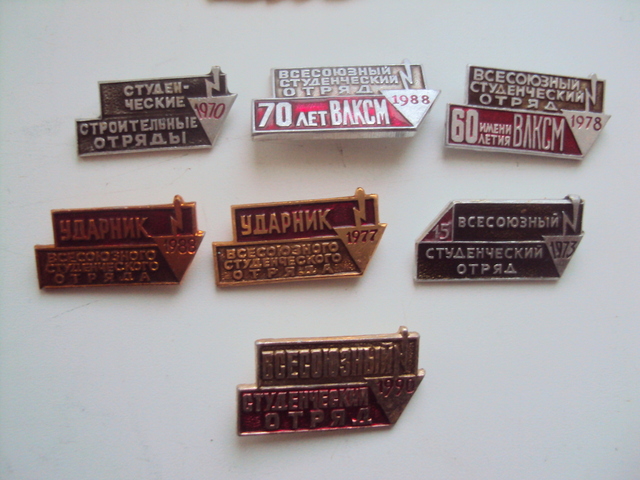 СТУДЕН-
ЧЕСКИЕ
1970
СТРОИТЕЛЬНЫЕ
ОТРЯДЫ
ВСЕСОЮЗНЫЙ
СТУДЕНЧЕСКИЙ
ОТРЯД
1988
70 ЛЕТ ВЛКСМ
ВСЕСОЮЗНЫЙ
СТУДЕНЧЕСКИЙ
ОТРЯД
1978
60 ИМЕНИ ЛЕТИЯ ВЛКСМ
УДАРНИК
ВСЕСОЮЗНОГО
СТУДЕНЧЕСКОГО
ОТРЯДА
УДАРНИК
1977
ВСЕСОЮЗНОГО
СТУДЕНЧЕСКОГО
ОТРЯДА
15 ВСЕСОЮЗНЫЙ
СТУДЕНЧЕСКИЙ 1973
ОТРЯД
ВСЕСОЮЗНЫЙ
1990
СТУДЕНЧЕСКИЙ
ОТРЯД